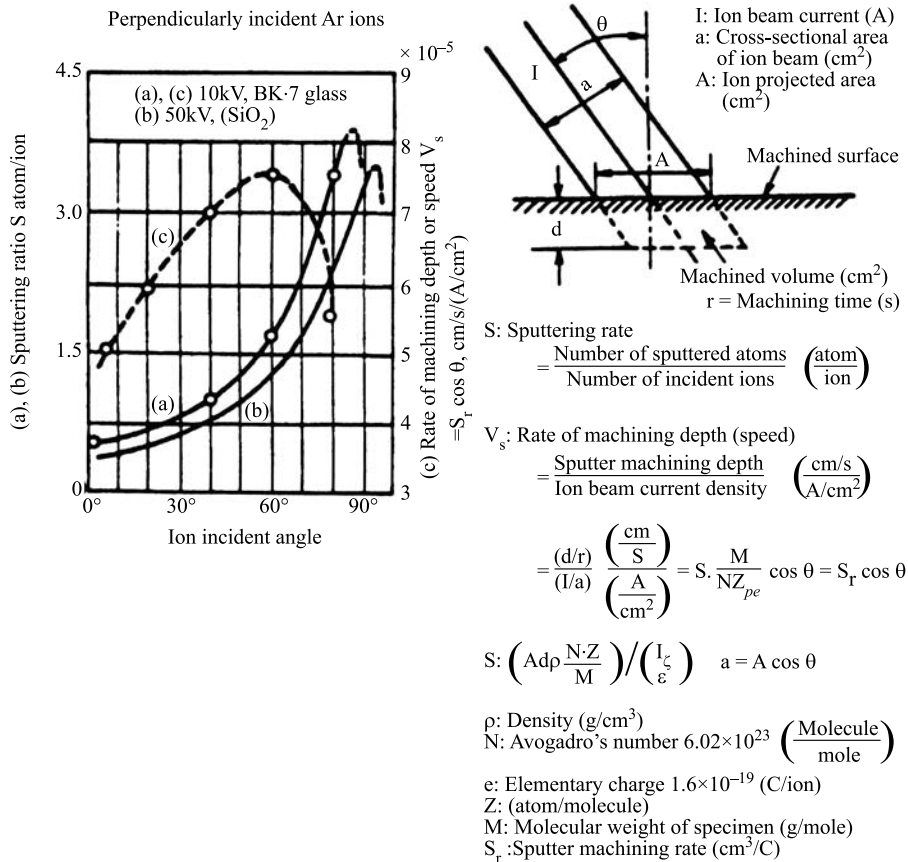 Perpendicularly incident Ar ions
× 10⁻⁵
4.5
3.0
1.5
0
(a), (b) Sputtering ratio S atom/ion
(a), (c) 10kV, BK·7 glass
(b) 50kV, (SiO₂)
(c)
(a)
(b)
9
8
7
6
5
4
3
(c) Rate of machining depth or speed Vₛ
=Sᵣ cos θ, cm/s/(A/cm²)
0° 30° 60° 90°
Ion incident angle
θ
I
a
A
d
I: Ion beam current (A)
a: Cross-sectional area
of ion beam (cm²)
A: Ion projected area
(cm²)
Machined surface
Machined volume (cm²)
r = Machining time (s)
S: Sputtering rate
= Number of sputtered atoms / Number of incident ions (atom/ion)
Vₛ: Rate of machining depth (speed)
= Sputter machining depth / Ion beam current density (cm/s / A/cm²)
= (d/r)/(I/a) (cm/S)/(A/cm²) = S. M/NZ_pe cos θ = Sᵣ cos θ
S: (Adρ N·Z/M)/(Iζ/ε) a = A cos θ
ρ: Density (g/cm³)
N: Avogadro’s number 6.02×10²³ (Molecule/mole)
e: Elementary charge 1.6×10⁻¹⁹ (C/ion)
Z: (atom/molecule)
M: Molecular weight of specimen (g/mole)
Sᵣ :Sputter machining rate (cm³/C)